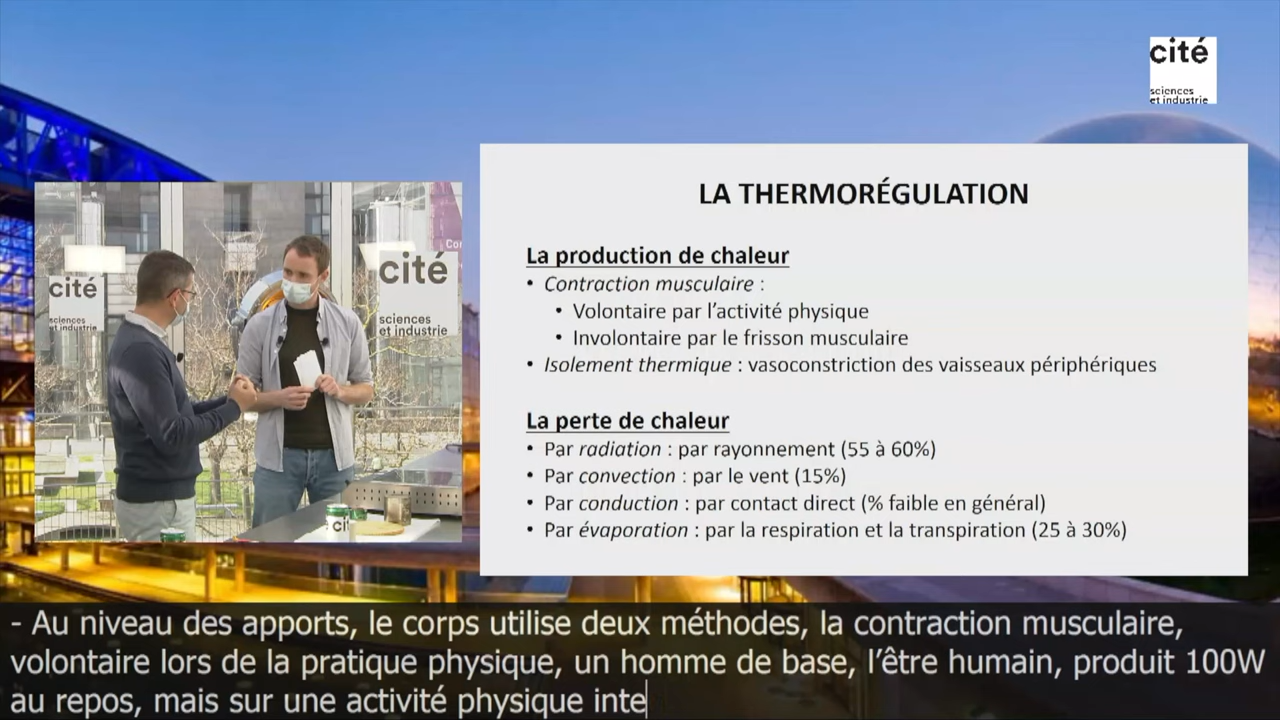 cité
sciences
et industrie
LA THERMORÉGULATION
La production de chaleur
• Contraction musculaire :
• Volontaire par l’activité physique
• Involontaire par le frisson musculaire
• Isolement thermique : vasoconstriction des vaisseaux périphériques
La perte de chaleur
• Par radiation : par rayonnement (55 à 60%)
• Par convection : par le vent (15%)
• Par conduction : par contact direct (% faible en général)
• Par évaporation : par la respiration et la transpiration (25 à 30%)
Co
cité
sciences
et industrie
cité
sciences
et industrie
ci
- Au niveau des apports, le corps utilise deux méthodes, la contraction musculaire,
volontaire lors de la pratique physique, un homme de base, l’être humain, produit 100W
au repos, mais sur une activité physique inte